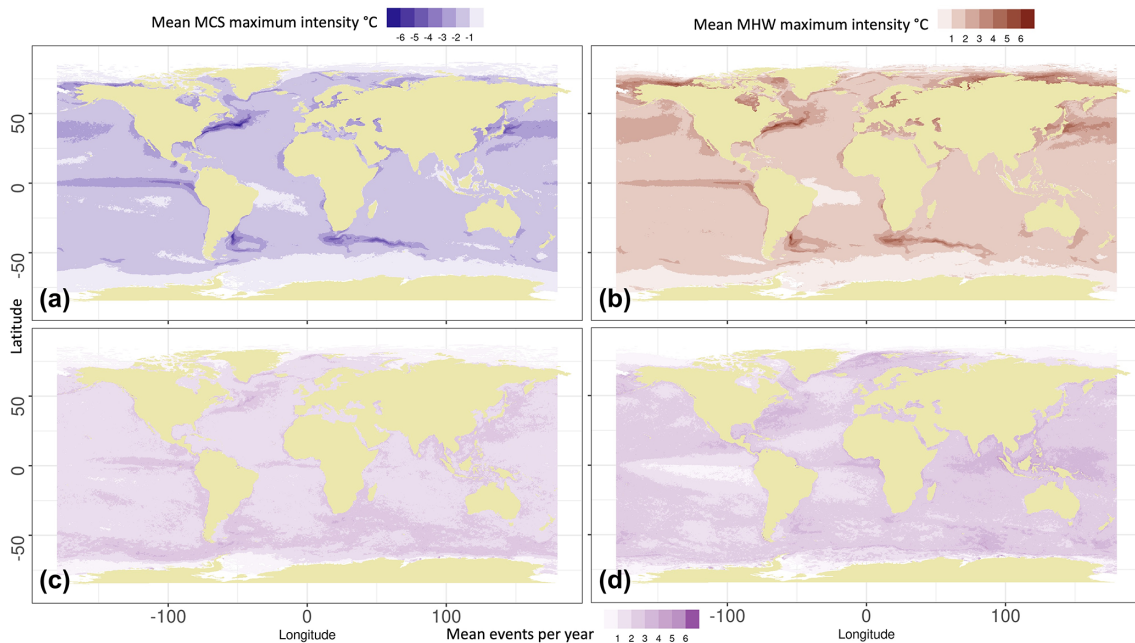 Mean MCS maximum intensity °C
-6 -5 -4 -3 -2 -1
Mean MHW maximum intensity °C
1 2 3 4 5 6
50
0
-50
(a)
(b)
Latitude
50
0
-50
(c)
(d)
-100 0 100
-100 0 100
Longitude
Mean events per year
1 2 3 4 5 6
Longitude